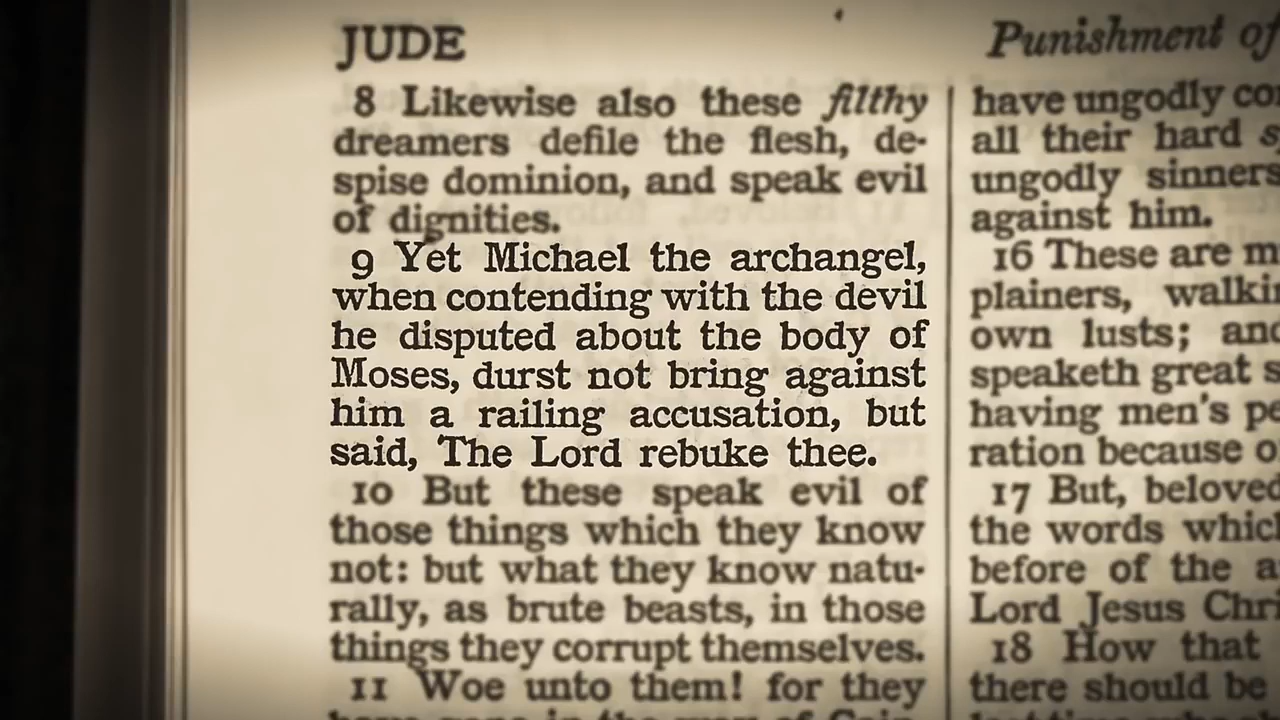 JUDE
8 Likewise also these filthy
dreamers defile the flesh, de-
spise dominion, and speak evil
of dignities.
9 Yet Michael the archangel,
when contending with the devil
he disputed about the body of
Moses, durst not bring against
him a railing accusation, but
said, The Lord rebuke thee.
10 But these speak evil of
those things which they know
not: but what they know natu-
rally, as brute beasts, in those
things they corrupt themselves.
11 Woe unto them! for they
Punishment of
have ungodly
all their hard
ungodly sinners
against him.
16 These are
plainers,
own lusts;
speaketh great
having men's
ration because
17 But, beloved
the words which
before of the
Lord Jesus
18 How that
there should be